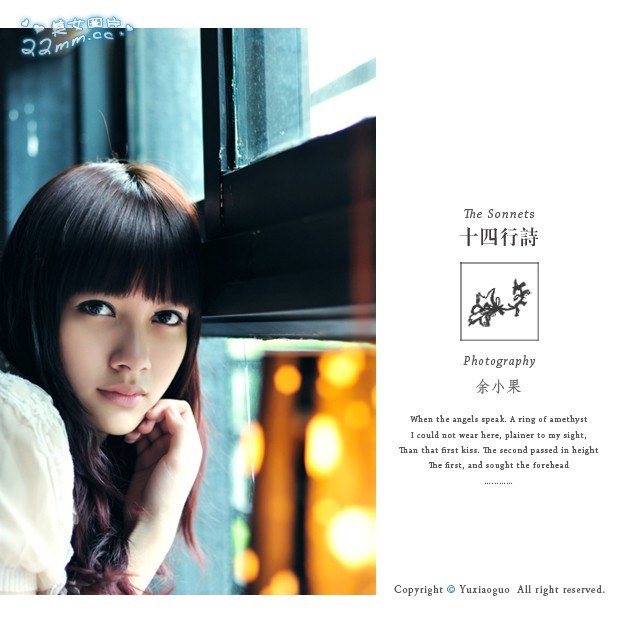 美女图片
22mm.cc
The Sonnets
十四行詩
Photography
余小果
When the angels speak. A ring of amethyst
I could not wear here, plainer to my sight,
Than that first kiss. The second passed in height
The first, and sought the forehead
............
Copyright © Yuxiaoguo All right reserved.